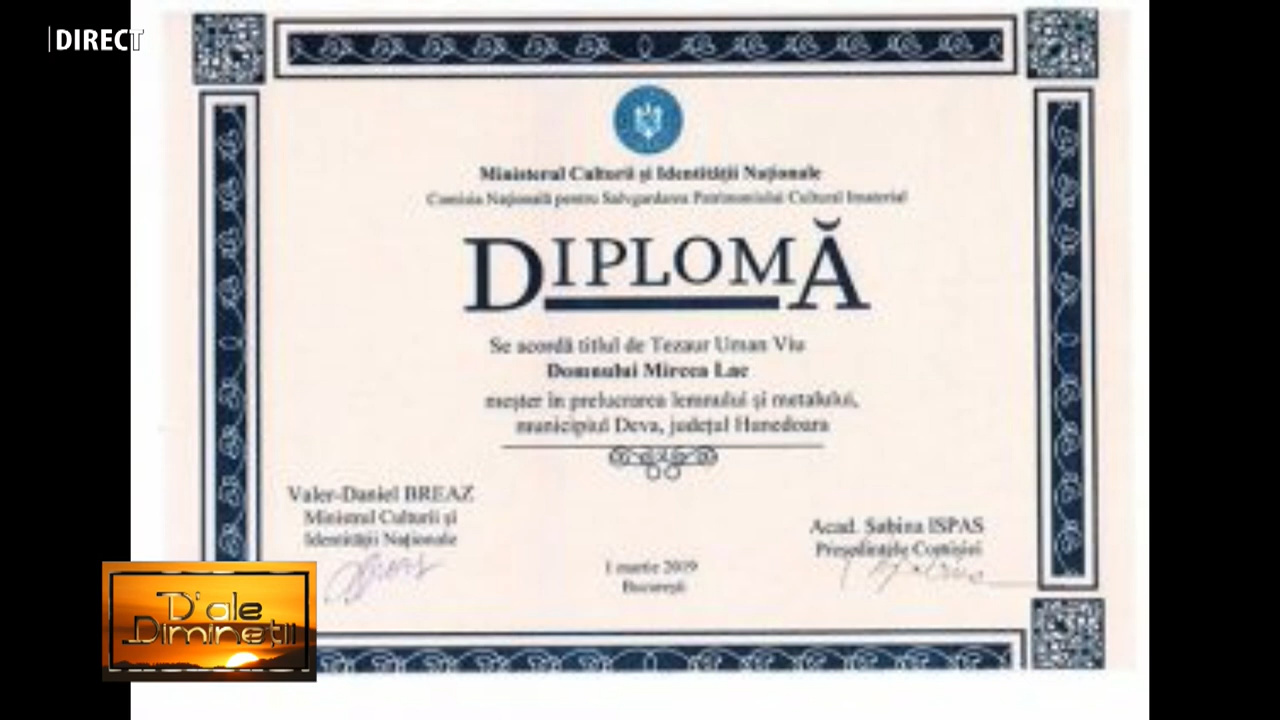 DIRECT
Ministerul Culturii și Identității Naționale
Comisia Națională pentru Salvgardarea Patrimoniului Cultural Imaterial
DIPLOMĂ
Se acordă titlul de Tezaur Uman Viu
Domnului Mircea Lac
meșter în prelucrarea lemnului și metalului,
municipiul Deva, județul Hunedoara
Valer-Daniel BREAZ
Ministrul Culturii și
Identității Naționale
Acad. Sabina ISPAS
Președintele Comisiei
1 martie 2019
București
D'ale
Dimineții